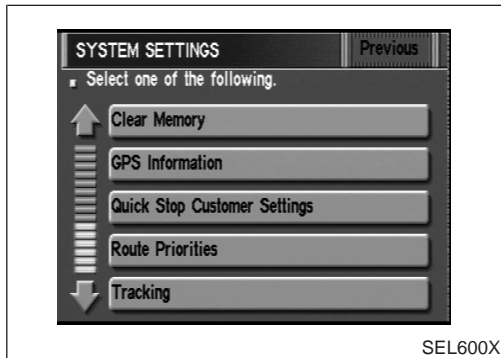 SYSTEM SETTINGS Previous
Select one of the following.
Clear Memory
GPS Information
Quick Stop Customer Settings
Route Priorities
Tracking
SEL600X